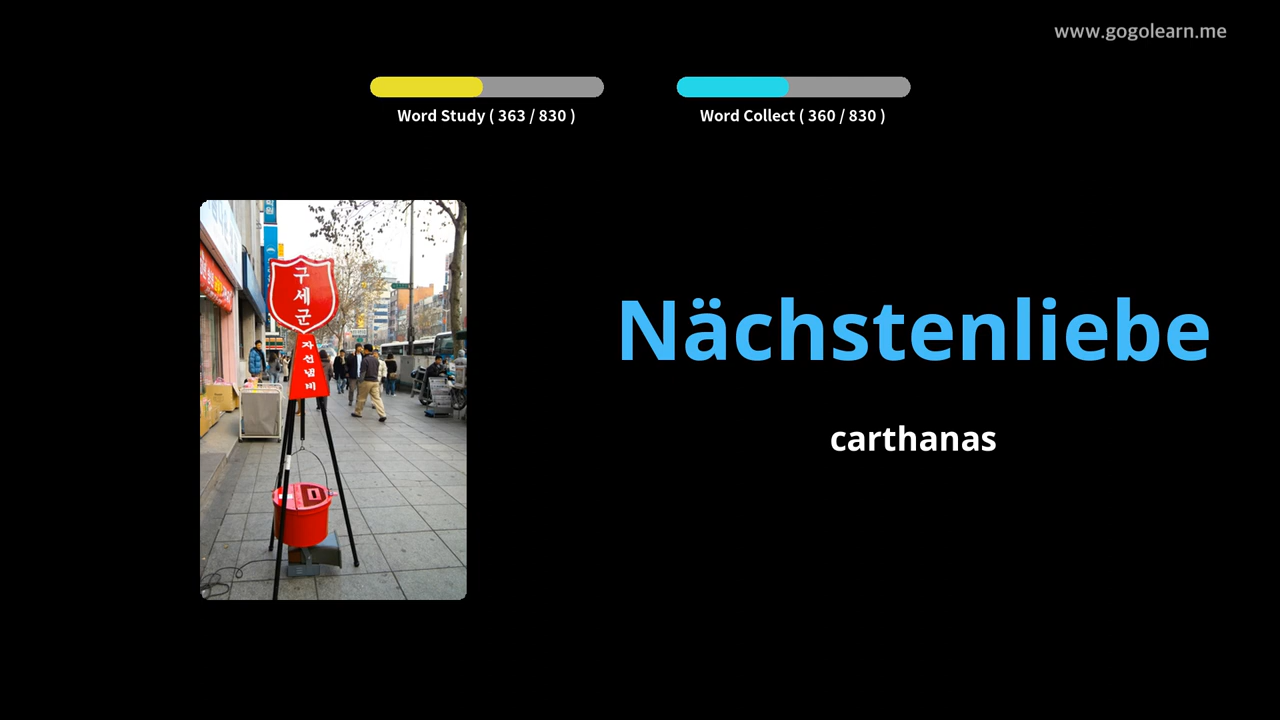 www.gogolearn.me
Word Study ( 363 / 830 )
Word Collect ( 360 / 830 )
구세군
자선냄비
Nächstenliebe
carthanas